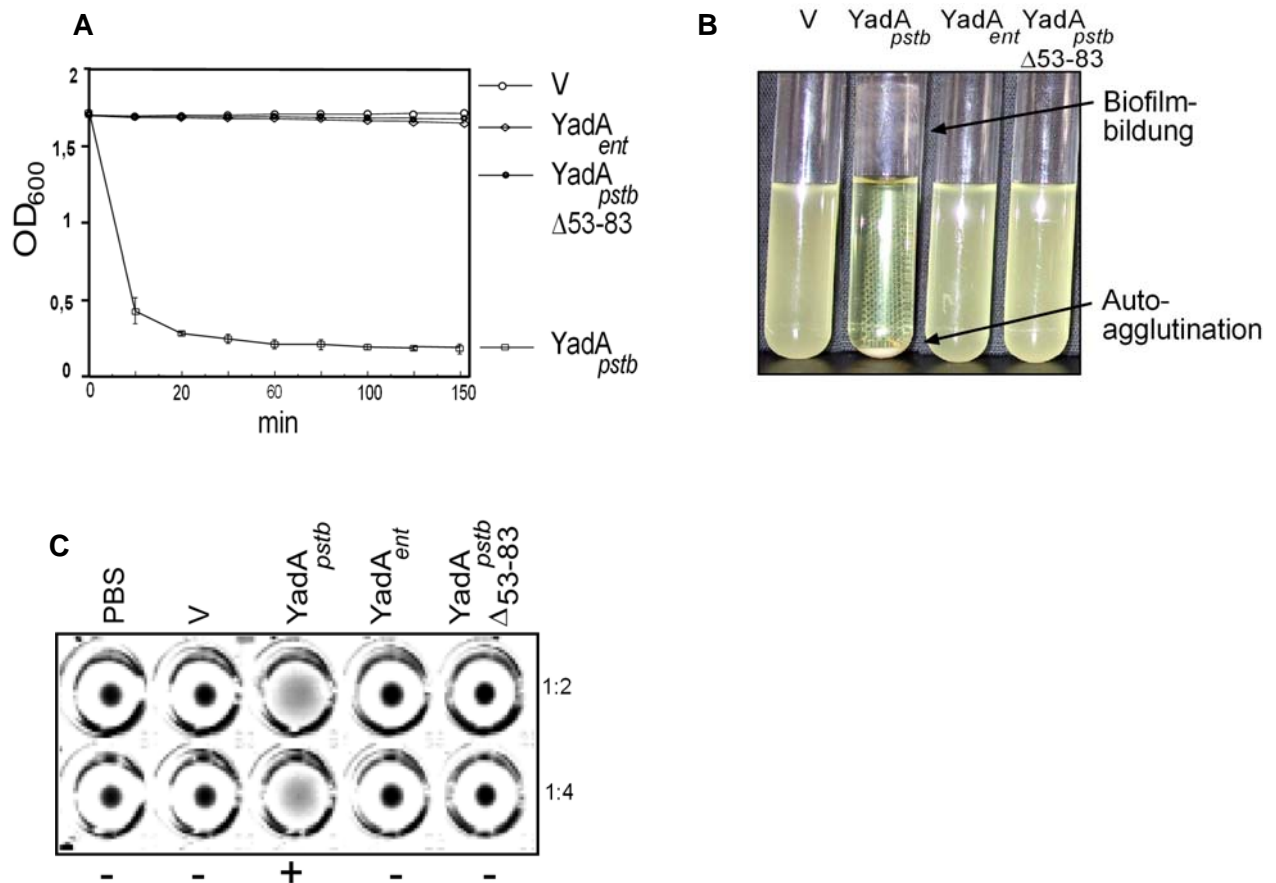 A
2
1,5
1
0,5
0
OD600
0
20
60
100
150
min
V
YadA
ent
YadA
pstb
Δ53-83
YadA
pstb
B
V
YadA
pstb
YadA
ent
YadA
pstb
Δ53-83
Biofilm-
bildung
Auto-
agglutination
C
PBS
V
YadA
pstb
YadA
ent
YadA
pstb
Δ53-83
1:2
1:4
- - + - -